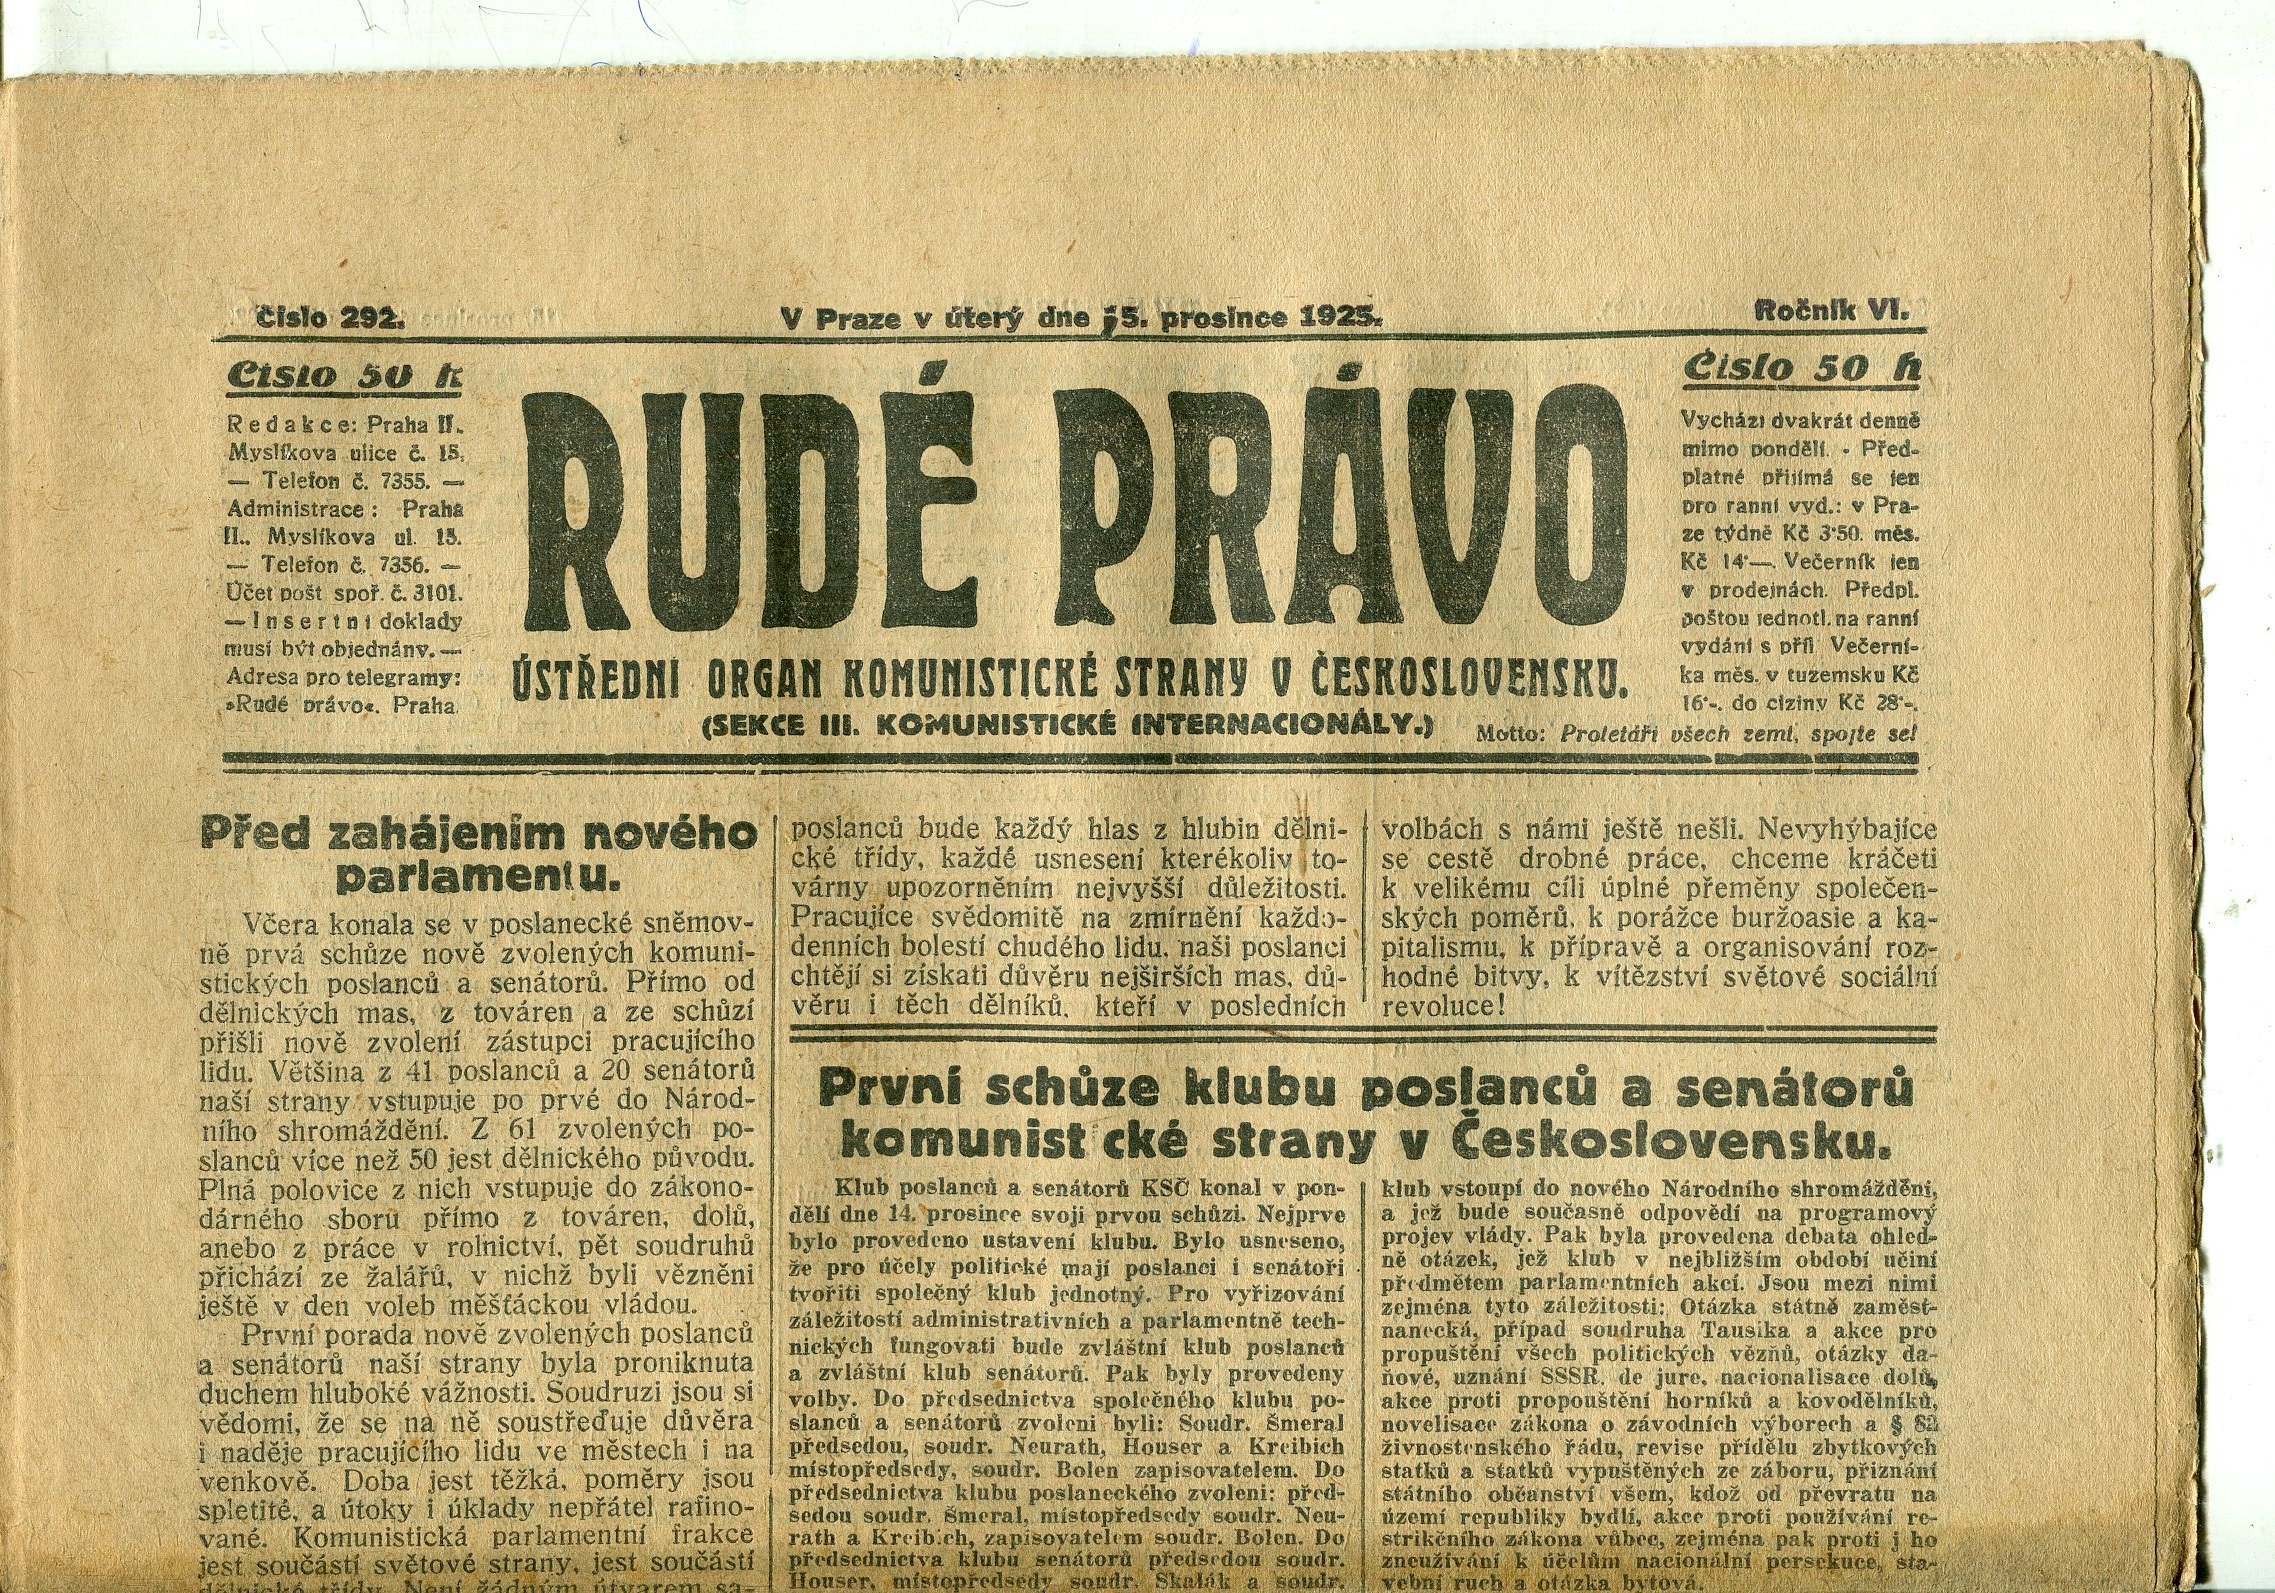 Číslo 292.
V Praze v úterý dne 15. prosince 1925.
Ročník VI.
Číslo 50 h
Redakce: Praha II.
Myslíkova ulice č. 15.
— Telefon č. 7355. —
Administrace: Praha
II., Myslíkova ul. 15.
— Telefon č. 7356. —
Účet pošt spoř. č. 3101.
— Insertní doklady
musí být objednány. —
Adresa pro telegramy:
»Rudé právo«, Praha.
RUDÉ PRÁVO
ÚSTŘEDNÍ ORGAN KOMUNISTICKÉ STRANY V ČESKOSLOVENSKU.
(SEKCE III. KOMUNISTICKÉ INTERNACIONÁLY.)
Motto: Proletáři všech zemí, spojte se!
Číslo 50 h
Vychází dvakrát denně
mimo pondělí. - Před-
platné přijímá se jen
pro ranní vyd.: v Pra-
ze týdně Kč 3·50. měs.
Kč 14·—. Večerník jen
v prodejnách. Předpl.
poštou jednotl. na ranní
vydání s příl. Večerní-
ka měs. v tuzemsku Kč
16·-. do ciziny Kč 28·-.
Před zahájením nového
parlamentu.
Včera konala se v poslanecké sněmov-
ně prvá schůze nově zvolených komuni-
stických poslanců a senátorů. Přímo od
dělnických mas, z továren a ze schůzí
přišli nově zvolení zástupci pracujícího
lidu. Většina z 41 poslanců a 20 senátorů
naší strany vstupuje po prvé do Národ-
ního shromáždění. Z 61 zvolených po-
slanců více než 50 jest dělnického původu.
Plná polovice z nich vstupuje do zákono-
dárného sboru přímo z továren, dolů,
anebo z práce v rolnictví, pět soudruhů
přichází ze žalářů, v nichž byli vězněni
ještě v den voleb měšťáckou vládou.
První porada nově zvolených poslanců
a senátorů naší strany byla proniknuta
duchem hluboké vážnosti. Soudruzi jsou si
vědomi, že se na ně soustřeďuje důvěra
i naděje pracujícího lidu ve městech i na
venkově. Doba jest těžká, poměry jsou
spletité, a útoky i úklady nepřátel rafino-
vané. Komunistická parlamentní frakce
jest součástí světové strany, jest součástí
dělnické třídy. Není žádným útvarem sa-
poslanců bude každý hlas z hlubin dělni-
cké třídy, každé usnesení kterékoliv to-
várny upozorněním nejvyšší důležitosti.
Pracujíce svědomitě na zmírnění každo-
denních bolestí chudého lidu, naši poslanci
chtějí si získati důvěru nejširších mas, dů-
věru i těch dělníků, kteří v posledních
volbách s námi ještě nešli. Nevyhýbajíce
se cestě drobné práce, chceme kráčeti
k velikému cíli úplné přeměny společen-
ských poměrů, k porážce buržoasie a ka-
pitalismu, k přípravě a organisování roz-
hodné bitvy, k vítězství světové sociální
revoluce!
První schůze klubu poslanců a senátorů
komunist cké strany v Československu.
Klub poslanců a senátorů KSČ konal v pon-
dělí dne 14. prosince svoji prvou schůzi. Nejprve
bylo provedeno ustavení klubu. Bylo usneseno,
že pro účely politické mají poslanci i senátoři
tvořiti společný klub jednotný. Pro vyřizování
záležitostí administrativních a parlamentně tech-
nických fungovati bude zvláštní klub poslanců
a zvláštní klub senátorů. Pak byly provedeny
volby. Do předsednictva společného klubu po-
slanců a senátorů zvoleni byli: Soudr. Šmeral
předsedou, soudr. Neurath, Houser a Kreibich
místopředsedy, soudr. Bolen zapisovatelem. Do
předsednictva klubu poslaneckého zvoleni: před-
sedou soudr. Šmeral, místopředsedy soudr. Neu-
rath a Kreibich, zapisovatelem soudr. Bolen. Do
předsednictva klubu senátorů předsedou soudr.
Houser, místopředsedy soudr. Skalák a soudr.
klub vstoupí do nového Národního shromáždění,
a jež bude současně odpovědí na programový
projev vlády. Pak byla provedena debata ohled-
ně otázek, jež klub v nejbližším období učiní
předmětem parlamentních akcí. Jsou mezi nimi
zejména tyto záležitosti: Otázka státně zaměst-
nanecká, případ soudruha Tausika a akce pro
propuštění všech politických vězňů, otázky da-
ňové, uznání SSSR. de jure, nacionalisace dolů,
akce proti propouštění horníků a kovodělníků,
novelisace zákona o závodních výborech a § 82
živnostenského řádu, revise přídělu zbytkových
statků a statků vypuštěných ze záboru, přiznání
státního občanství všem, kdož od převratu na
území republiky bydlí, akce proti používání re-
strikčního zákona vůbec, zejména pak proti j ho
zneužívání k účelům nacionální persekuce, sta-
vební ruch a otázka bytová.